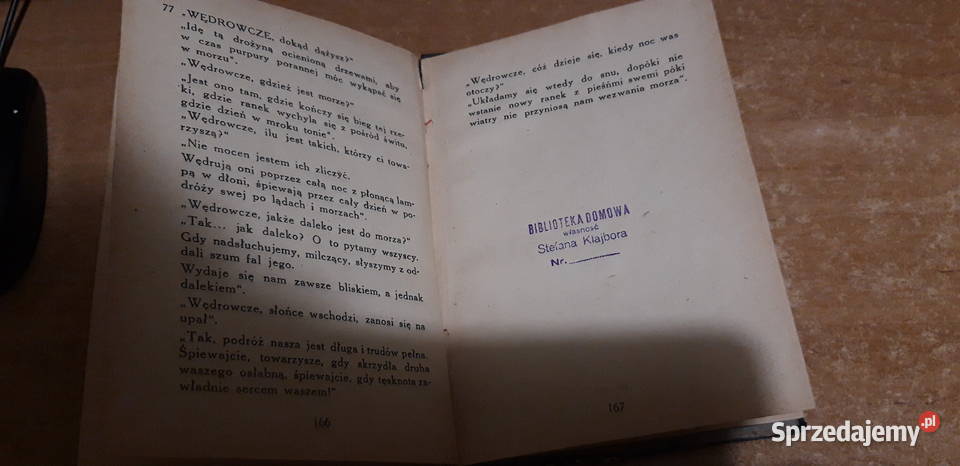 77 „WĘDROWCZE, dokąd dążysz?"
„Idę tą drożyną ocienioną drzewami, aby
w czas purpury porannej móc wykąpać się
w morzu".
„Wędrowcze, gdzież jest morze?"
„Jest ono tam, gdzie kończy się bieg tej rze-
ki, gdzie ranek wychyla się z pośród świtu,
gdzie dzień w mroku tonie".
„Wędrowcze, ilu jest takich, którzy ci towa-
rzyszą?"
„Nie mocen jestem ich zliczyć.
Wędrują oni poprzez całą noc z płonącą lam-
pą w dłoni, śpiewają przez cały dzień w po-
dróży swej po lądach i morzach".
„Wędrowcze, jakże daleko jest do morza?"
„Tak... jak daleko? O to pytamy wszyscy.
Gdy nadsłuchujemy, milczący, słyszymy z od-
dali szum fal jego.
Wydaje się nam zawsze bliskiem, a jednak
dalekiem".
„Wędrowcze, słońce wschodzi, zanosi się na
upał".
„Tak, podróż nasza jest długa i trudów pełna.
Śpiewajcie, towarzysze, gdy skrzydła ducha
waszego osłabną, śpiewajcie, gdy tęsknota za-
władnie sercem waszem!"
166
„Wędrowcze, cóż dzieje się, kiedy noc was
otoczy?"
„Układamy się wtedy do snu, dopóki nie
wstanie nowy ranek z pieśńmi swemi póki
wiatry nie przyniosą nam wezwania morza".
BIBLIOTEKA DOMOWA
własność
Stefana Klajbora
Nr.
167
Sprzedajemy.pl